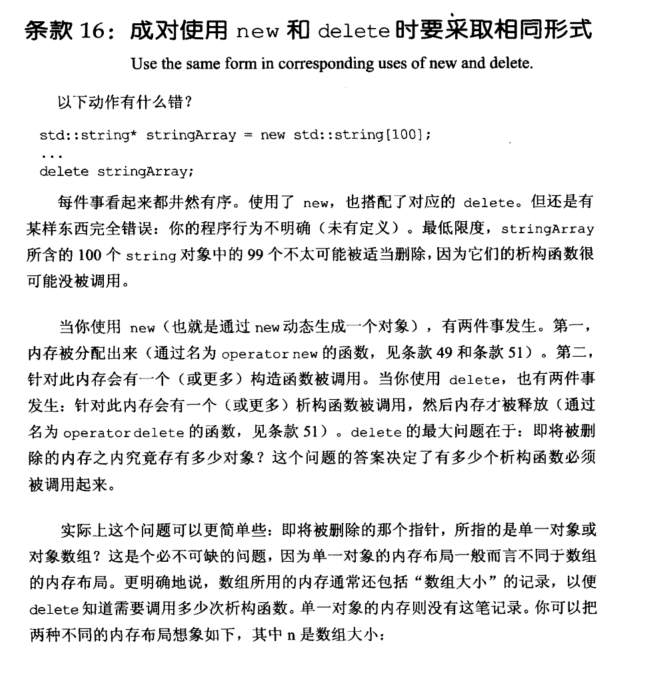 条款 16：成对使用 new 和 delete 时要采取相同形式
Use the same form in corresponding uses of new and delete.
以下动作有什么错？
std::string* stringArray = new std::string[100];
...
delete stringArray;
每件事看起来都井然有序。使用了 new，也搭配了对应的 delete。但还是有
某样东西完全错误：你的程序行为不明确（未有定义）。最低限度，stringArray
所含的 100 个 string 对象中的 99 个不太可能被适当删除，因为它们的析构函数很
可能没被调用。
当你使用 new（也就是通过 new 动态生成一个对象），有两件事发生。第一，
内存被分配出来（通过名为 operator new 的函数，见条款 49 和条款 51）。第二，
针对此内存会有一个（或更多）构造函数被调用。当你使用 delete，也有两件事
发生：针对此内存会有一个（或更多）析构函数被调用，然后内存才被释放（通过
名为 operator delete 的函数，见条款 51）。delete 的最大问题在于：即将被删
除的内存之内究竟存有多少对象？这个问题的答案决定了有多少个析构函数必须
被调用起来。
实际上这个问题可以更简单些：即将被删除的那个指针，所指的是单一对象或
对象数组？这是个必不可缺的问题，因为单一对象的内存布局一般而言不同于数组
的内存布局。更明确地说，数组所用的内存通常还包括“数组大小”的记录，以便
delete 知道需要调用多少次析构函数。单一对象的内存则没有这笔记录。你可以把
两种不同的内存布局想象如下，其中 n 是数组大小：